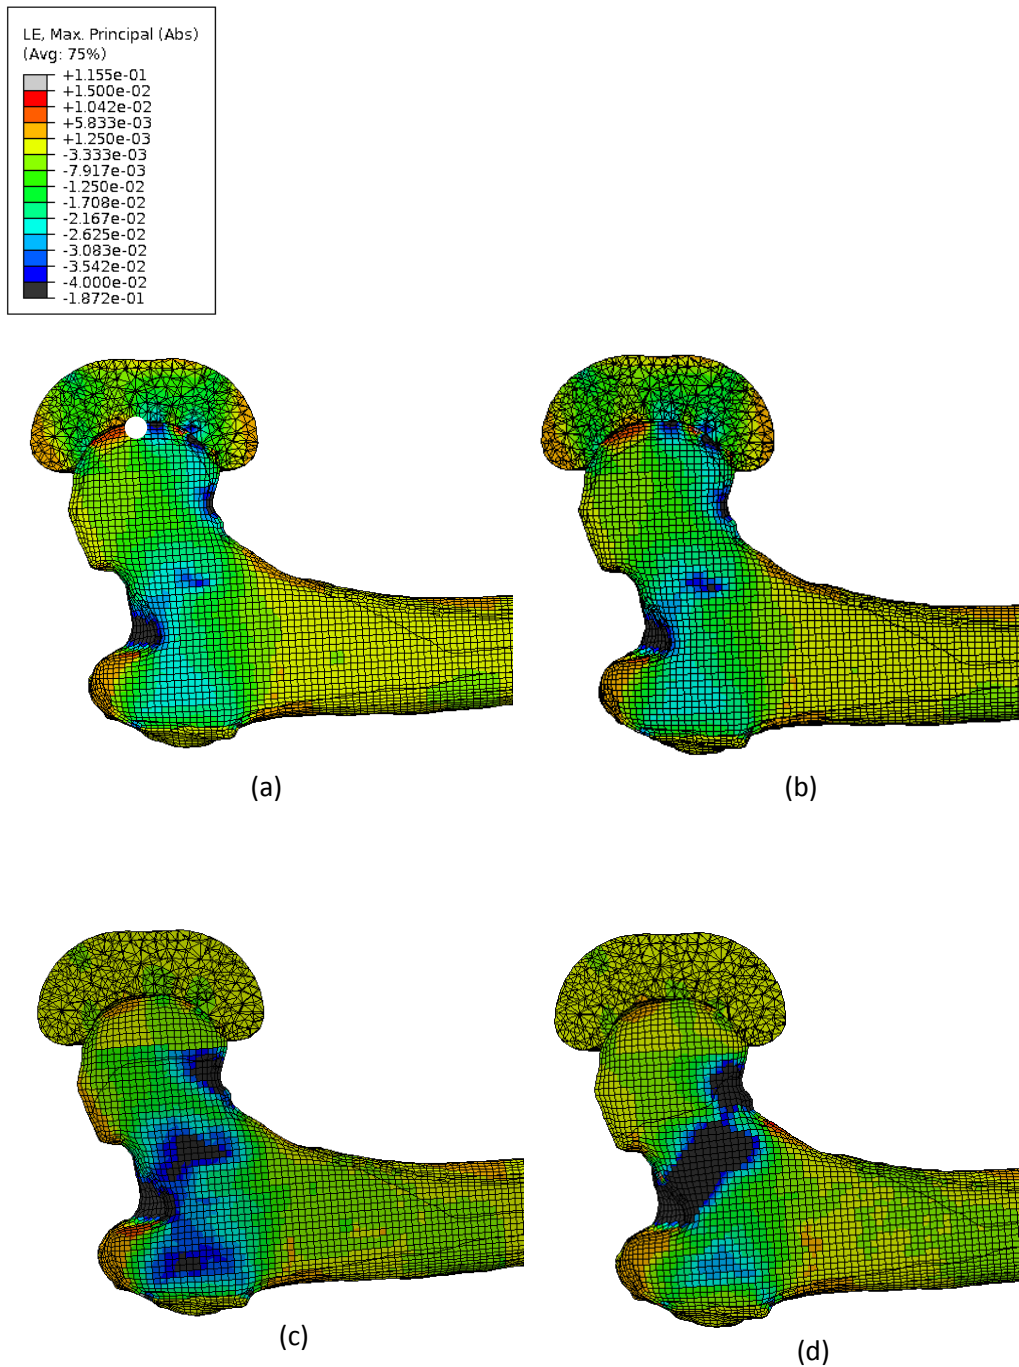 LE, Max. Principal (Abs)
(Avg: 75%)
+1.155e-01
+1.500e-02
+1.042e-02
+5.833e-03
+1.250e-03
-3.333e-03
-7.917e-03
-1.250e-02
-1.708e-02
-2.167e-02
-2.625e-02
-3.083e-02
-3.542e-02
-4.000e-02
-1.872e-01
(a)
(b)
(c)
(d)